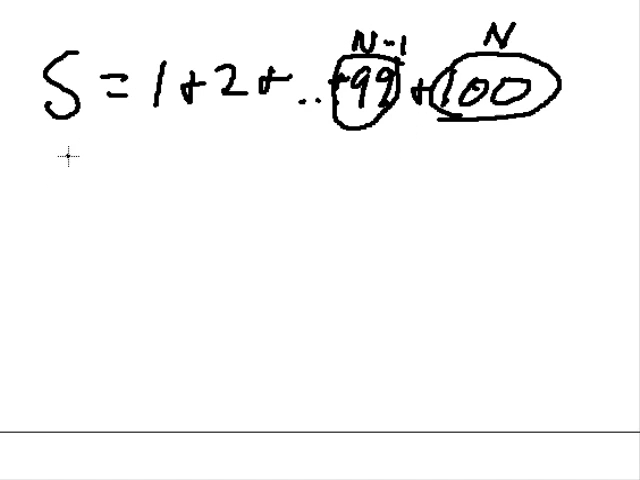 N-1 N
S = 1 + 2 + .. +99 + 100